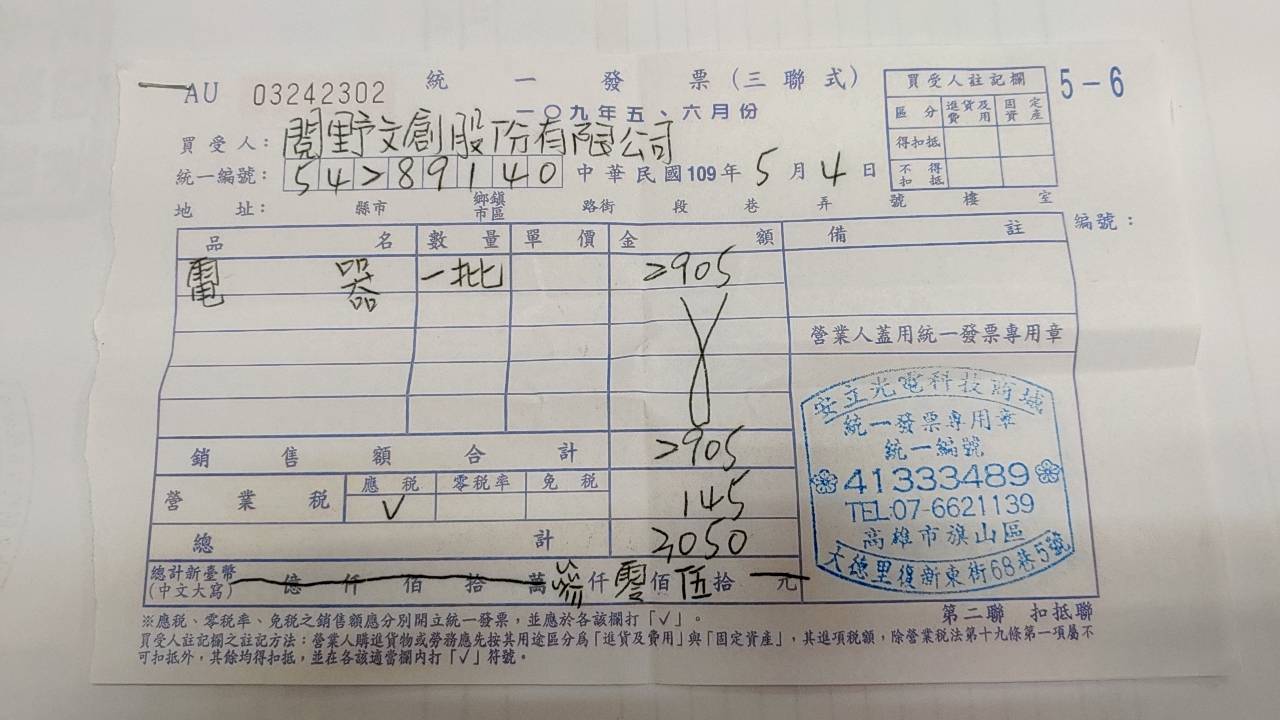 統一發票(三聯式)
AU 03242302
一〇九年五、六月份
5-6
買受人註記欄
區分 進貨及費用 固定資產
得扣抵
不得扣抵
買受人: 閱野文創股份有限公司
統一編號: 54289140 中華民國109年5月4日
地址: 縣市 鄉鎮市區 路街 段 巷 弄 號 樓 室
品名 數量 單價 金額 備註 編號:
電器 一批 2905
營業人蓋用統一發票專用章
安立光電科技商城
統一發票專用章
統一編號
41333489
TEL:07-6621139
高雄市旗山區
大德里復新東街68巷5號
銷售額合計 2905
營業稅 應稅 ✓ 零稅率 免稅 145
總計 3050
總計新臺幣(中文大寫) 億仟佰拾萬參仟零佰伍拾元
第二聯 扣抵聯
※應稅、零稅率、免稅之銷售額應分別開立統一發票,並應於各該欄打「✓」。
買受人註記欄之註記方法:營業人購進貨物或勞務應先按其用途區分為「進貨及費用」與「固定資產」,其進項稅額,除營業稅法第十九條第一項屬不
可扣抵外,其餘均得扣抵,並在各該適當欄內打「✓」符號。